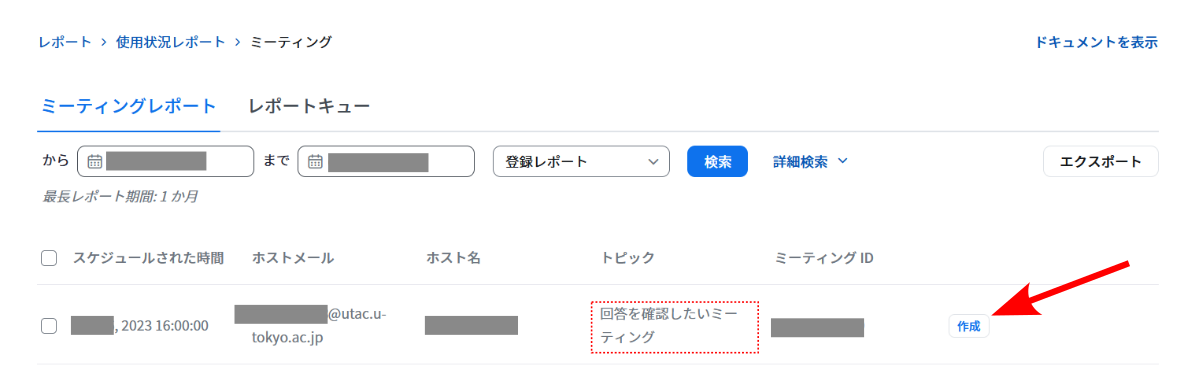 レポート › 使用状況レポート › ミーティング ドキュメントを表示
ミーティングレポート レポートキュー
から まで 登録レポート 検索 詳細検索 エクスポート
最長レポート期間: 1 か月
スケジュールされた時間 ホストメール ホスト名 トピック ミーティング ID
, 2023 16:00:00 @utac.u- 回答を確認したいミー 作成
tokyo.ac.jp ティング